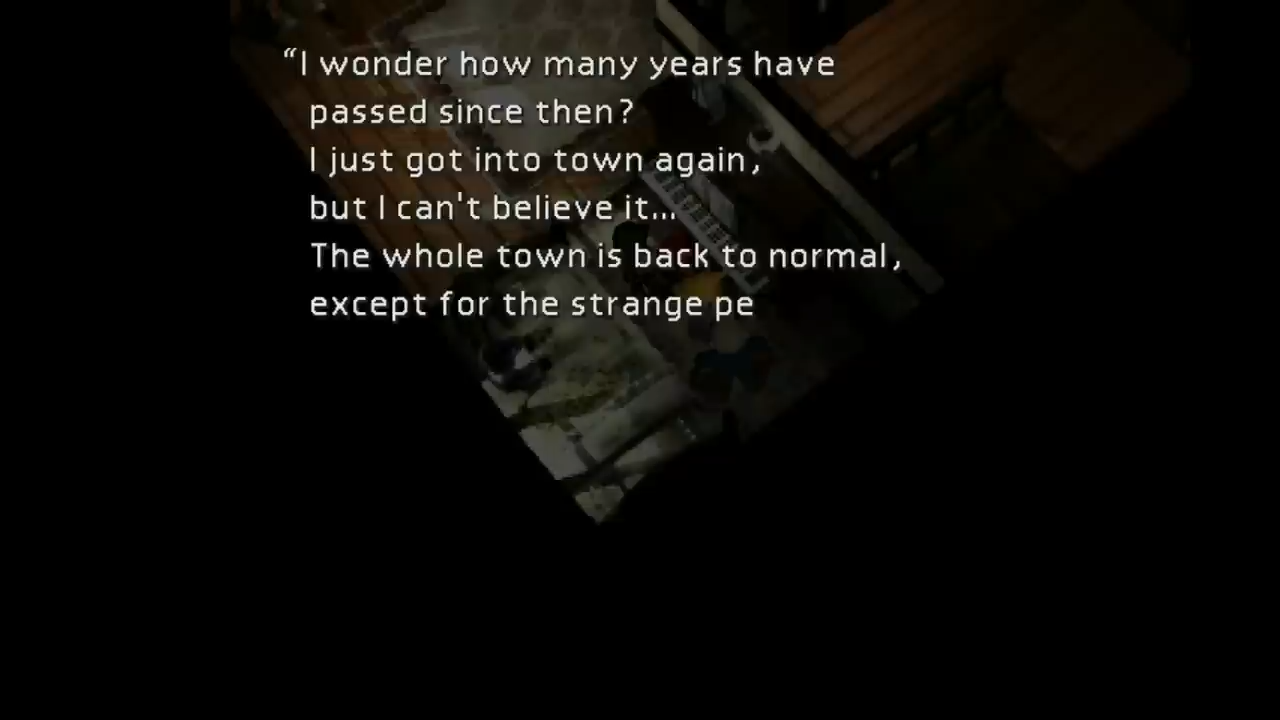 “I wonder how many years have
passed since then?
I just got into town again,
but I can't believe it...
The whole town is back to normal,
except for the strange pe